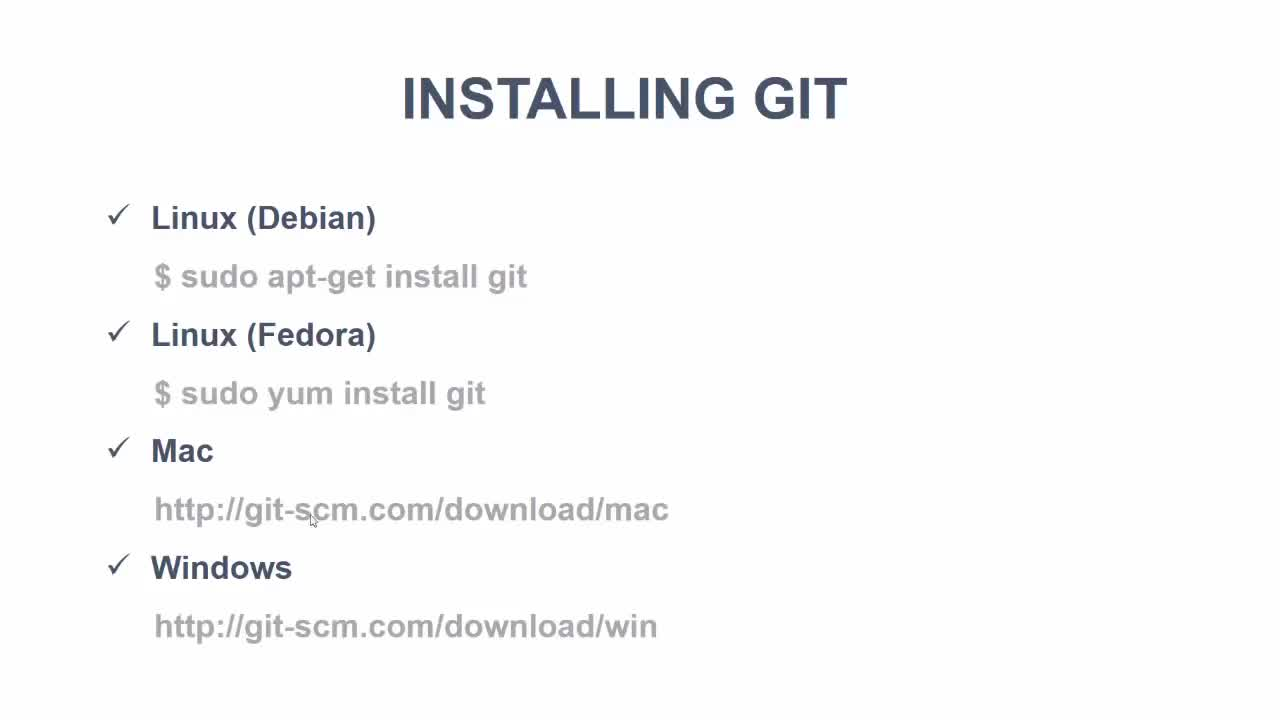 INSTALLING GIT
Linux (Debian)
$ sudo apt-get install git
Linux (Fedora)
$ sudo yum install git
Mac
http://git-scm.com/download/mac
Windows
http://git-scm.com/download/win